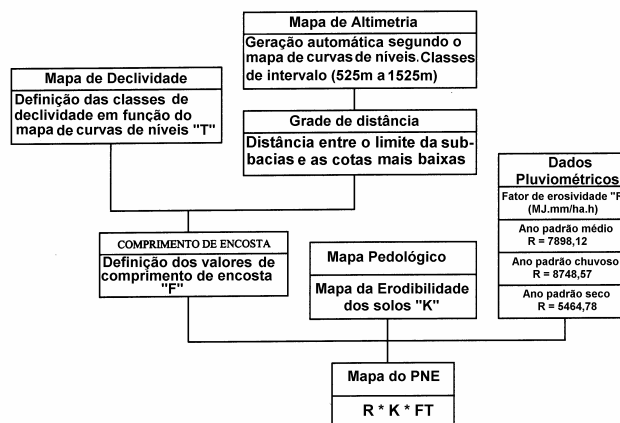 Mapa de Altimetria
Geração automática segundo o
mapa de curvas de níveis. Classes
de intervalo (525m a 1525m)
Mapa de Declividade
Definição das classes de
declividade em função do
mapa de curvas de níveis "T"
Grade de distância
Distância entre o limite da sub-
bacias e as cotas mais baixas
Dados
Pluviométricos
Fator de erosividade "R
(MJ.mm/ha.h)
Ano padrão médio
R = 7898,12
Ano padrão chuvoso
R = 8748,57
Ano padrão seco
R = 5464,78
COMPRIMENTO DE ENCOSTA
Definição dos valores de
comprimento de encosta
"F"
Mapa Pedológico
Mapa da Erodibilidade
dos solos "K"
Mapa do PNE
R * K * FT